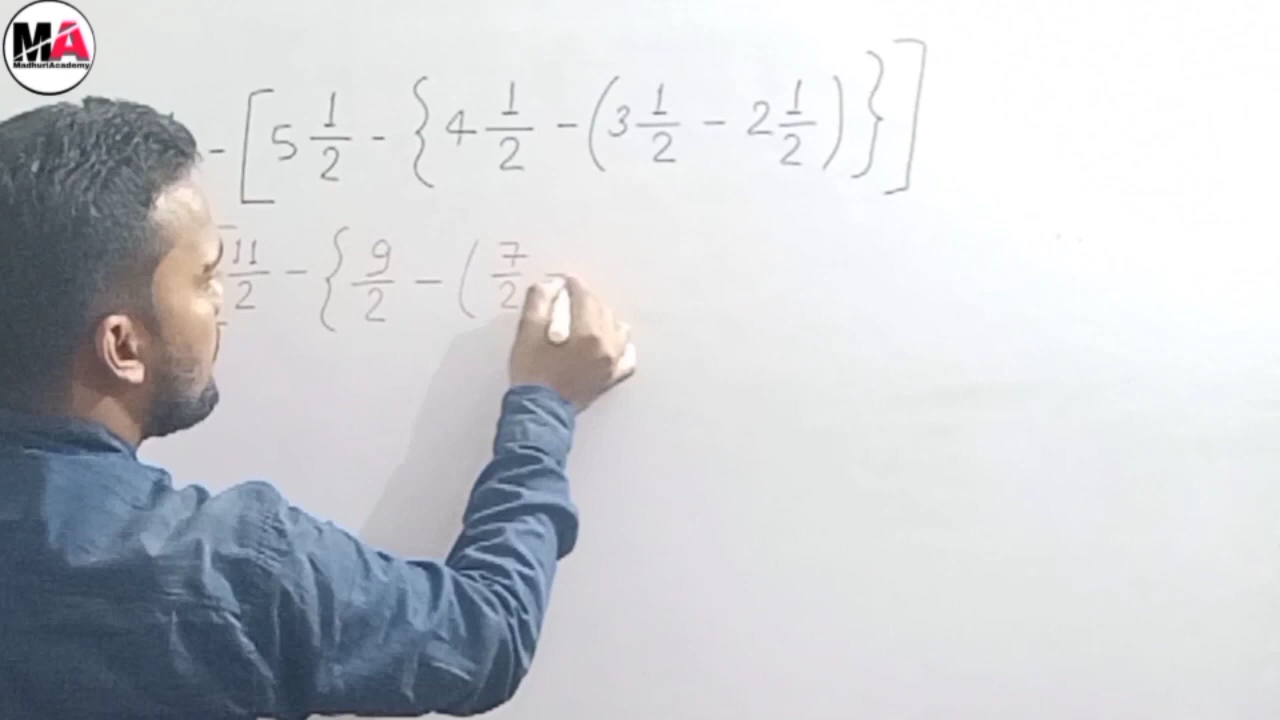 MA
MadhuriAcademy
- [5 1/2 - {4 1/2 - (3 1/2 - 2 1/2)}]
[11/2 - {9/2 - (7/2 -